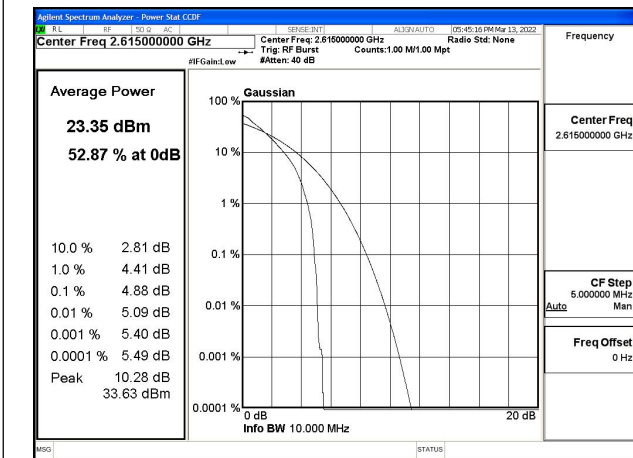 Agilent Spectrum Analyzer - Power Stat CCDF
RL RF 50 Ω AC SENSE:INT ALIGN AUTO 05:45:16 PM Mar 13, 2022
Center Freq 2.615000000 GHz
Center Freq: 2.615000000 GHz Radio Std: None
Trig: RF Burst Counts:1.00 M/1.00 Mpt
#IFGain:Low #Atten: 40 dB
Average Power
23.35 dBm
52.87 % at 0dB
10.0 % 2.81 dB
1.0 % 4.41 dB
0.1 % 4.88 dB
0.01 % 5.09 dB
0.001 % 5.40 dB
0.0001 % 5.49 dB
Peak 10.28 dB
33.63 dBm
Gaussian
100 %
10 %
1 %
0.1 %
0.01 %
0.001 %
0.0001 %
0 dB 20 dB
Info BW 10.000 MHz
Frequency
Center Freq
2.615000000 GHz
CF Step
5.000000 MHz
Auto Man
Freq Offset
0 Hz
MSG STATUS